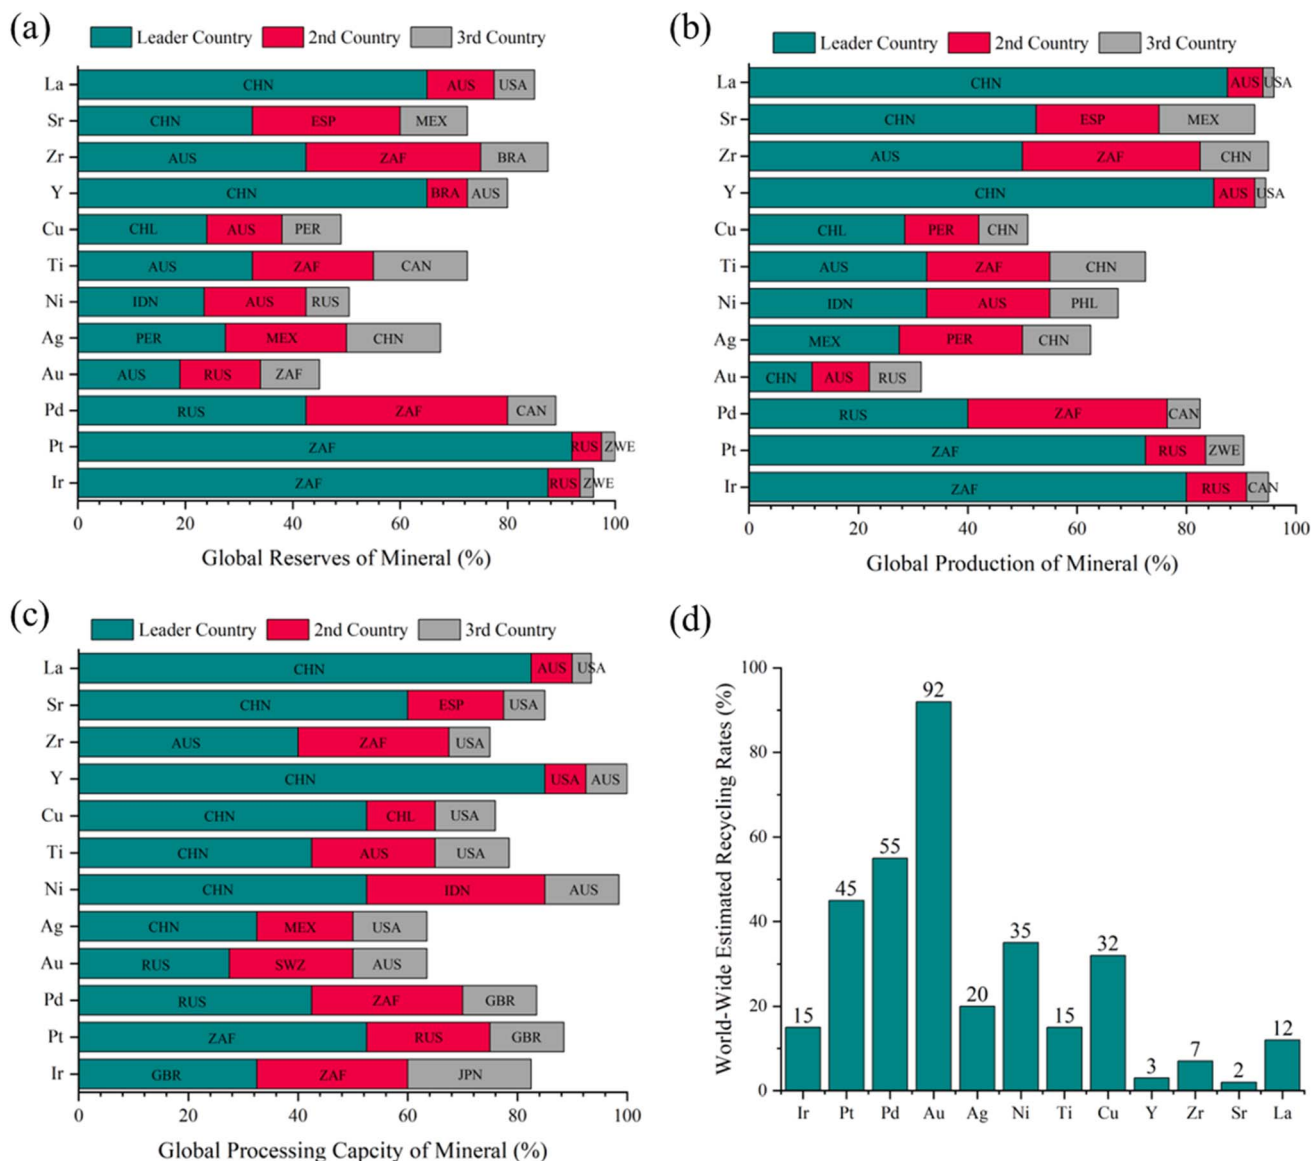 (a)
Leader Country 2nd Country 3rd Country
La CHN AUS USA
Sr CHN ESP MEX
Zr AUS ZAF BRA
Y CHN BRA AUS
Cu CHL AUS PER
Ti AUS ZAF CAN
Ni IDN AUS RUS
Ag PER MEX CHN
Au AUS RUS ZAF
Pd RUS ZAF CAN
Pt ZAF RUS ZWE
Ir ZAF RUS ZWE
0 20 40 60 80 100
Global Reserves of Mineral (%)
(b)
Leader Country 2nd Country 3rd Country
La CHN AUS USA
Sr CHN ESP MEX
Zr AUS ZAF CHN
Y CHN AUS USA
Cu CHL PER CHN
Ti AUS ZAF CHN
Ni IDN AUS PHL
Ag MEX PER CHN
Au CHN AUS RUS
Pd RUS ZAF CAN
Pt ZAF RUS ZWE
Ir ZAF RUS CAN
0 20 40 60 80 100
Global Production of Mineral (%)
(c)
Leader Country 2nd Country 3rd Country
La CHN AUS USA
Sr CHN ESP USA
Zr AUS ZAF USA
Y CHN USA AUS
Cu CHN CHL USA
Ti CHN AUS USA
Ni CHN IDN AUS
Ag CHN MEX USA
Au RUS SWZ AUS
Pd RUS ZAF GBR
Pt ZAF RUS GBR
Ir GBR ZAF JPN
0 20 40 60 80 100
Global Processing Capcity of Mineral (%)
(d)
World-Wide Estimated Recycling Rates (%)
100
80
60
40
20
0
15 45 55 92 20 35 15 32 3 7 2 12
Ir Pt Pd Au Ag Ni Ti Cu Y Zr Sr La